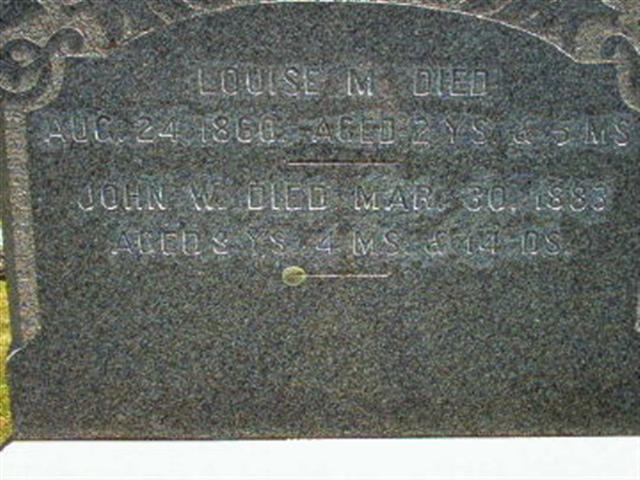 LOUISE M. DIED
AUG. 24, 1860. AGED 2 YS. & 5 MS
JOHN W. DIED MAR. 30, 1883
AGED 8 YS. 4 MS. & 14 DS.